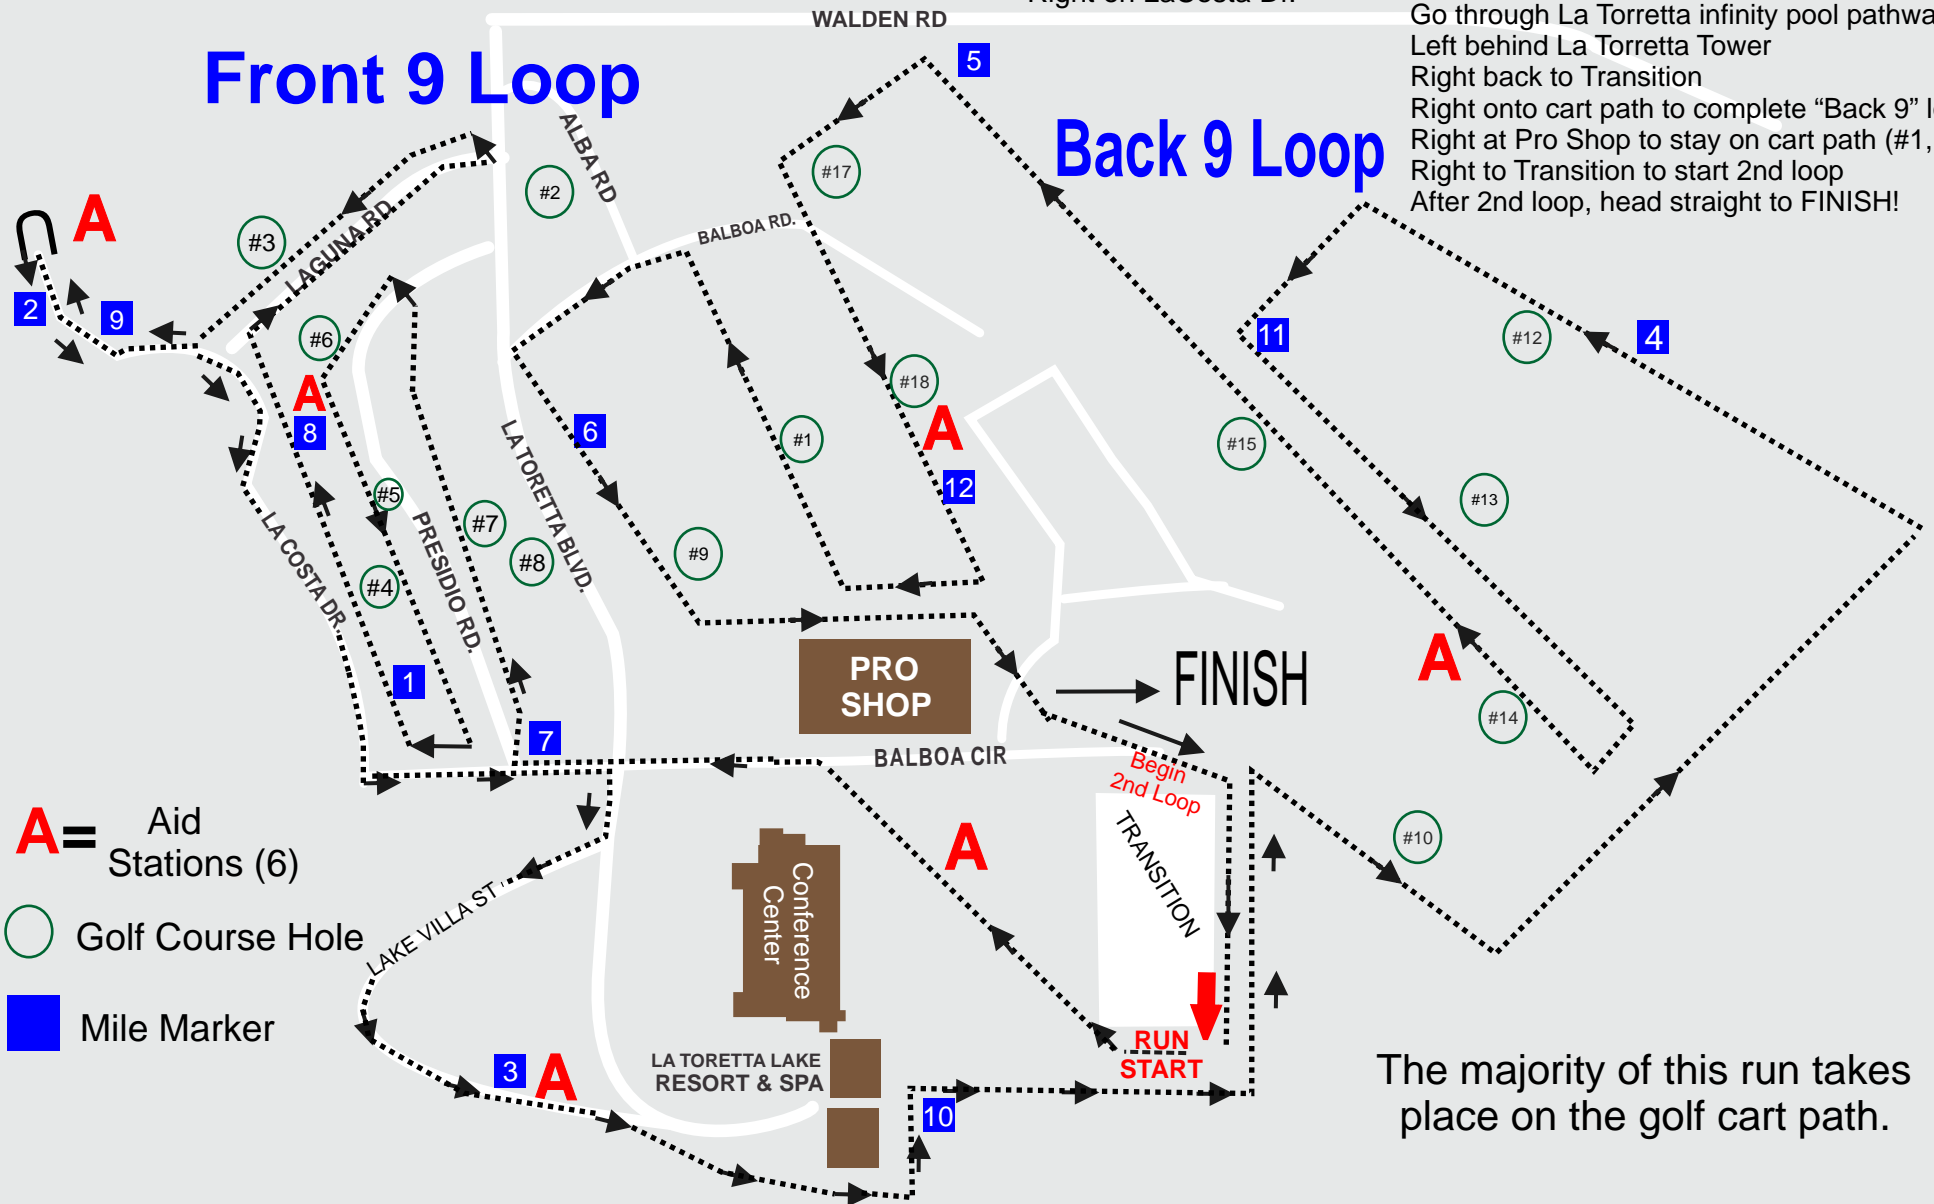 Right on LaCosta Dr.
WALDEN RD
Go through La Torretta infinity pool
Left behind La Torretta Tower
Right back to Transition
Right onto cart path to complete “Back 9”
Right at Pro Shop to stay on cart path (#1,
Right to Transition to start 2nd loop
After 2nd loop, head straight to FINISH!
Front 9 Loop
Back 9 Loop
5
ALBA RD
#17
#2
A
#3
LAGUNA RD
BALBOA RD.
2
9
#6
11
#12
4
A
8
#18
A
6
#1
#15
12
#5
#13
#7
LA TORETTA BLVD.
PRESIDIO RD.
LA COSTA DR.
#8
#9
#4
1
PRO
SHOP
FINISH
A
#14
7
BALBOA CIR
Begin
2nd Loop
TRANSITION
A
#10
A= Aid
Stations (6)
Golf Course Hole
Mile Marker
LAKE VILLA ST
Conference
Center
RUN
START
3
A
LA TORETTA LAKE
RESORT & SPA
10
The majority of this run takes
place on the golf cart path.